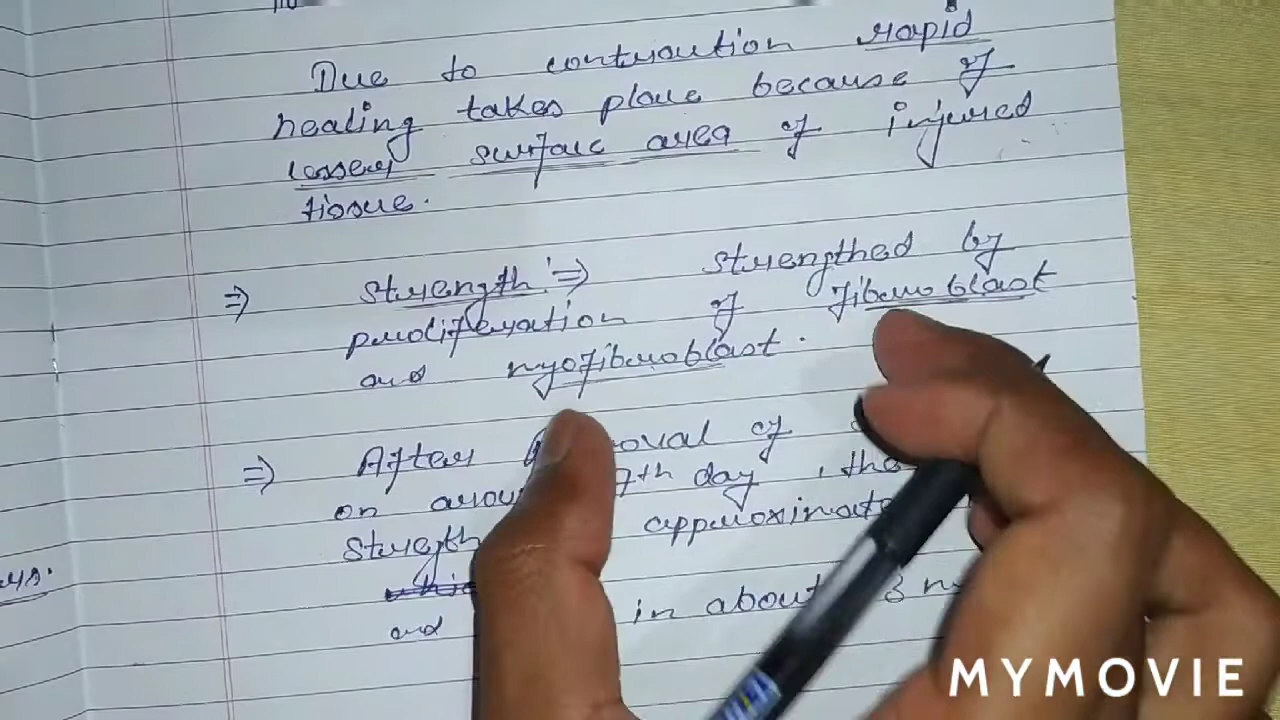 Due to contraction rapid
healing takes place because of
lesser surface area of injured
tissue.
⇒ Strength :⇒ Strengthed by
proliferation of fibroblast
and myofibroblast.
⇒ After oval of
on arou 7th day, the
Strength approximate
and in about 3 m
MYMOVIE